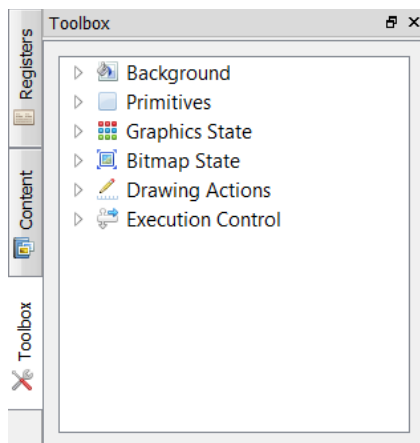 Toolbox
Registers
Content
Toolbox
Background
Primitives
Graphics State
Bitmap State
Drawing Actions
Execution Control